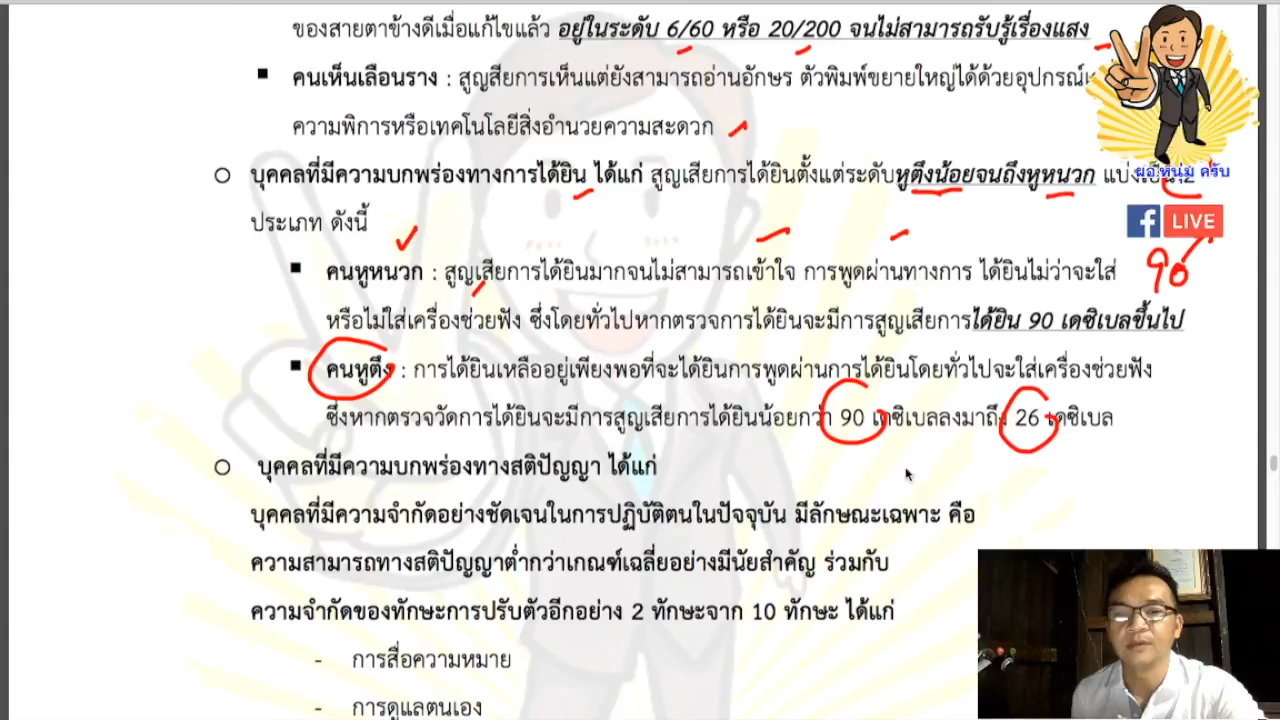 ของสายตาข้างดีเมื่อแก้ไขแล้ว อยู่ในระดับ 6/60 หรือ 20/200 จนไม่สามารถรับรู้เรื่องแสง
คนเห็นเลือนราง : สูญสียการเห็นแต่ยังสามารถอ่านอักษร ตัวพิมพ์ขยายใหญ่ได้ด้วยอุปกรณ์
ความพิการหรือเทคโนโลยีสิ่งอำนวยความสะดวก
บุคคลที่มีความบกพร่องทางการได้ยิน ได้แก่ สูญเสียการได้ยินตั้งแต่ระดับหูตึงน้อยจนถึงหูหนวก แบ่งเป็น 2
ผอ.หนุ่ม ครับ
ประเภท ดังนี้
f LIVE
คนหูหนวก : สูญเสียการได้ยินมากจนไม่สามารถเข้าใจ การพูดผ่านทางการ ได้ยินไม่ว่าจะใส่
90
หรือไม่ใส่เครื่องช่วยฟัง ซึ่งโดยทั่วไปหากตรวจการได้ยินจะมีการสูญเสียการได้ยิน 90 เดซิเบลขึ้นไป
คนหูตึง : การได้ยินเหลืออยู่เพียงพอที่จะได้ยินการพูดผ่านการได้ยินโดยทั่วไปจะใส่เครื่องช่วยฟัง
ซึ่งหากตรวจวัดการได้ยินจะมีการสูญเสียการได้ยินน้อยกว่า 90 เดซิเบลลงมาถึง 26 เดซิเบล
บุคคลที่มีความบกพร่องทางสติปัญญา ได้แก่
บุคคลที่มีความจำกัดอย่างชัดเจนในการปฏิบัติตนในปัจจุบัน มีลักษณะเฉพาะ คือ
ความสามารถทางสติปัญญาต่ำกว่าเกณฑ์เฉลี่ยอย่างมีนัยสำคัญ ร่วมกับ
ความจำกัดของทักษะการปรับตัวอีกอย่าง 2 ทักษะจาก 10 ทักษะ ได้แก่
- การสื่อความหมาย
- การดูแลตนเอง